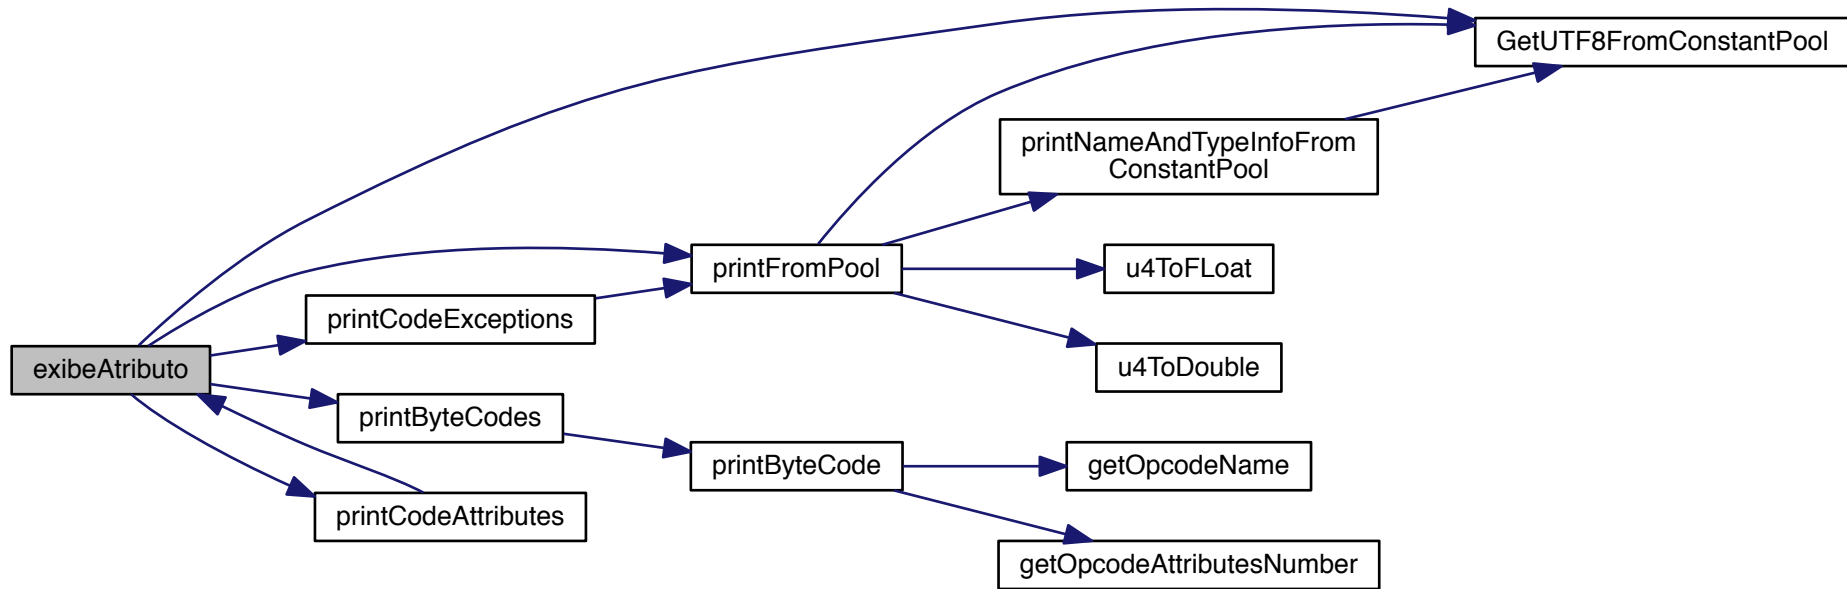 GetUTF8FromConstantPool
printNameAndTypeInfoFrom
ConstantPool
printFromPool
u4ToFLoat
printCodeExceptions
exibeAtributo
u4ToDouble
printByteCodes
printByteCode
getOpcodeName
printCodeAttributes
getOpcodeAttributesNumber